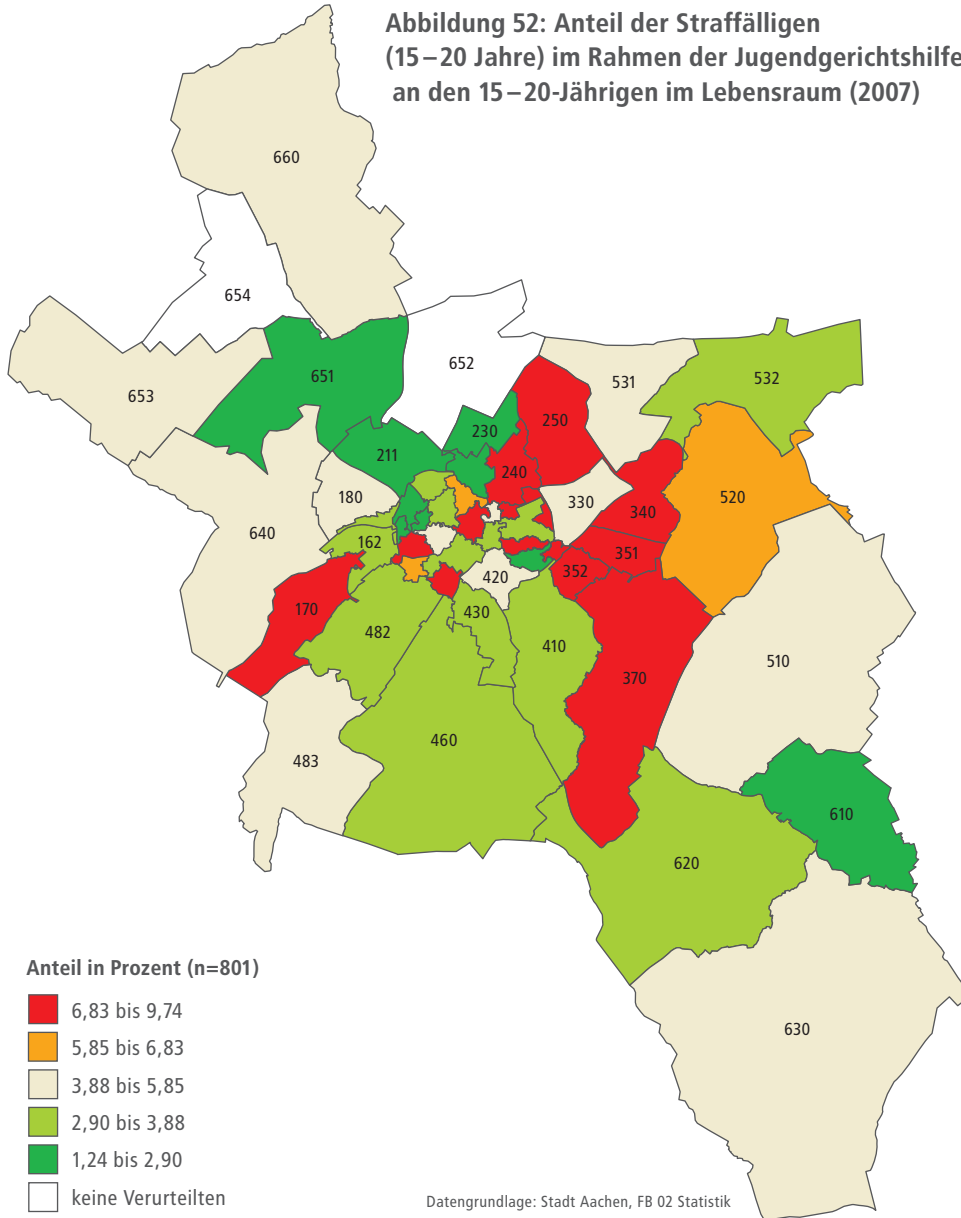 Abbildung 52: Anteil der Straffälligen
(15–20 Jahre) im Rahmen der Jugendgerichtshilfe
an den 15–20-Jährigen im Lebensraum (2007)
660
654
652
653
651
531
532
250
230
211
240
180
330
520
640
340
162
351
352
420
170
430
482
410
510
370
460
483
610
620
630
Anteil in Prozent (n=801)
6,83 bis 9,74
5,85 bis 6,83
3,88 bis 5,85
2,90 bis 3,88
1,24 bis 2,90
keine Verurteilten
Datengrundlage: Stadt Aachen, FB 02 Statistik